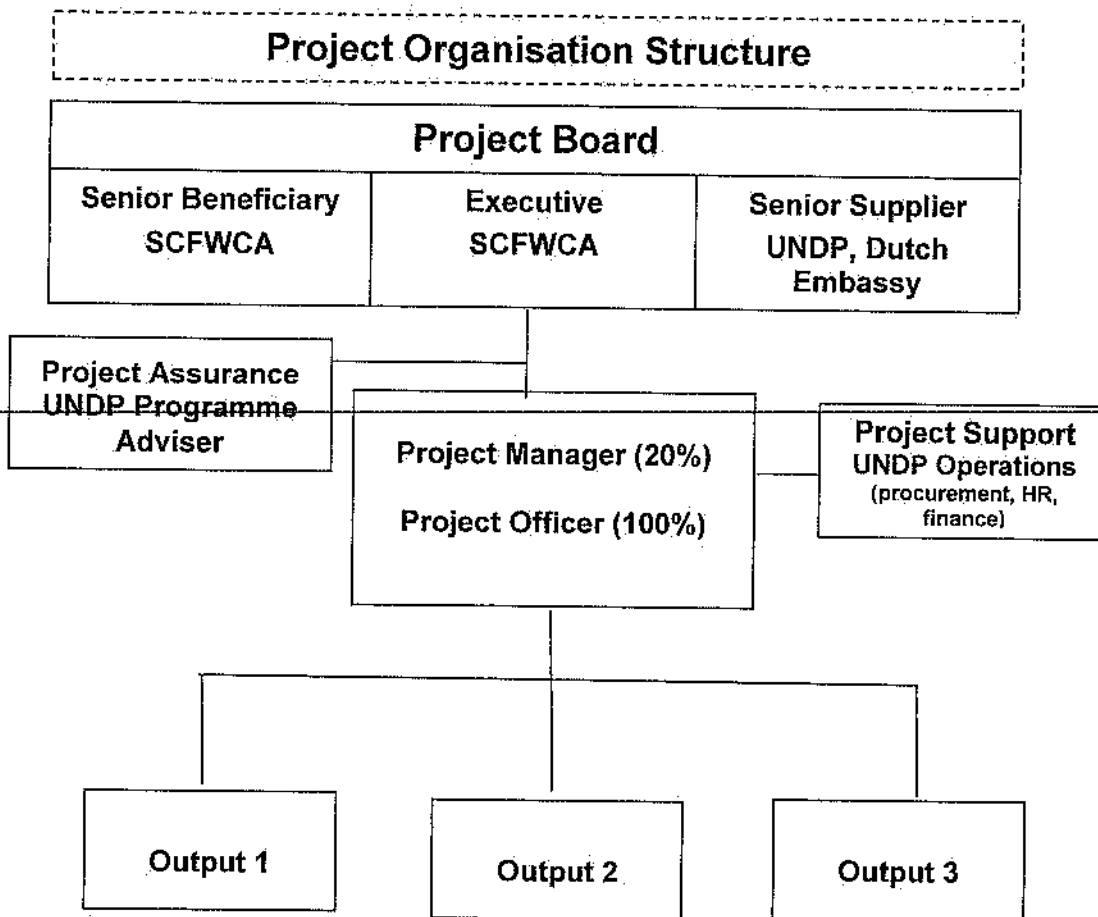 Project Organisation Structure
Project Board
Senior Beneficiary
SCFWCA
Executive
SCFWCA
Senior Supplier
UNDP, Dutch
Embassy
Project Assurance
UNDP Programme
Adviser
Project Manager (20%)
Project Officer (100%)
Project Support
UNDP Operations
(procurement, HR,
finance)
Output 1
Output 2
Output 3